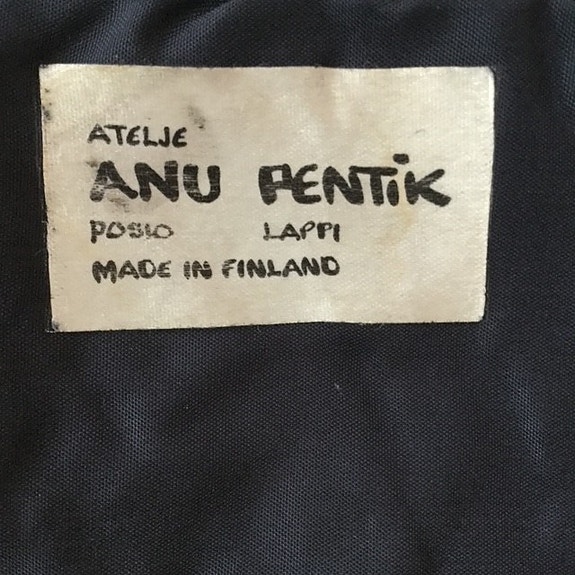 ATELJE
ANU PENTiK
POSIO LAPPI
MADE IN FINLAND